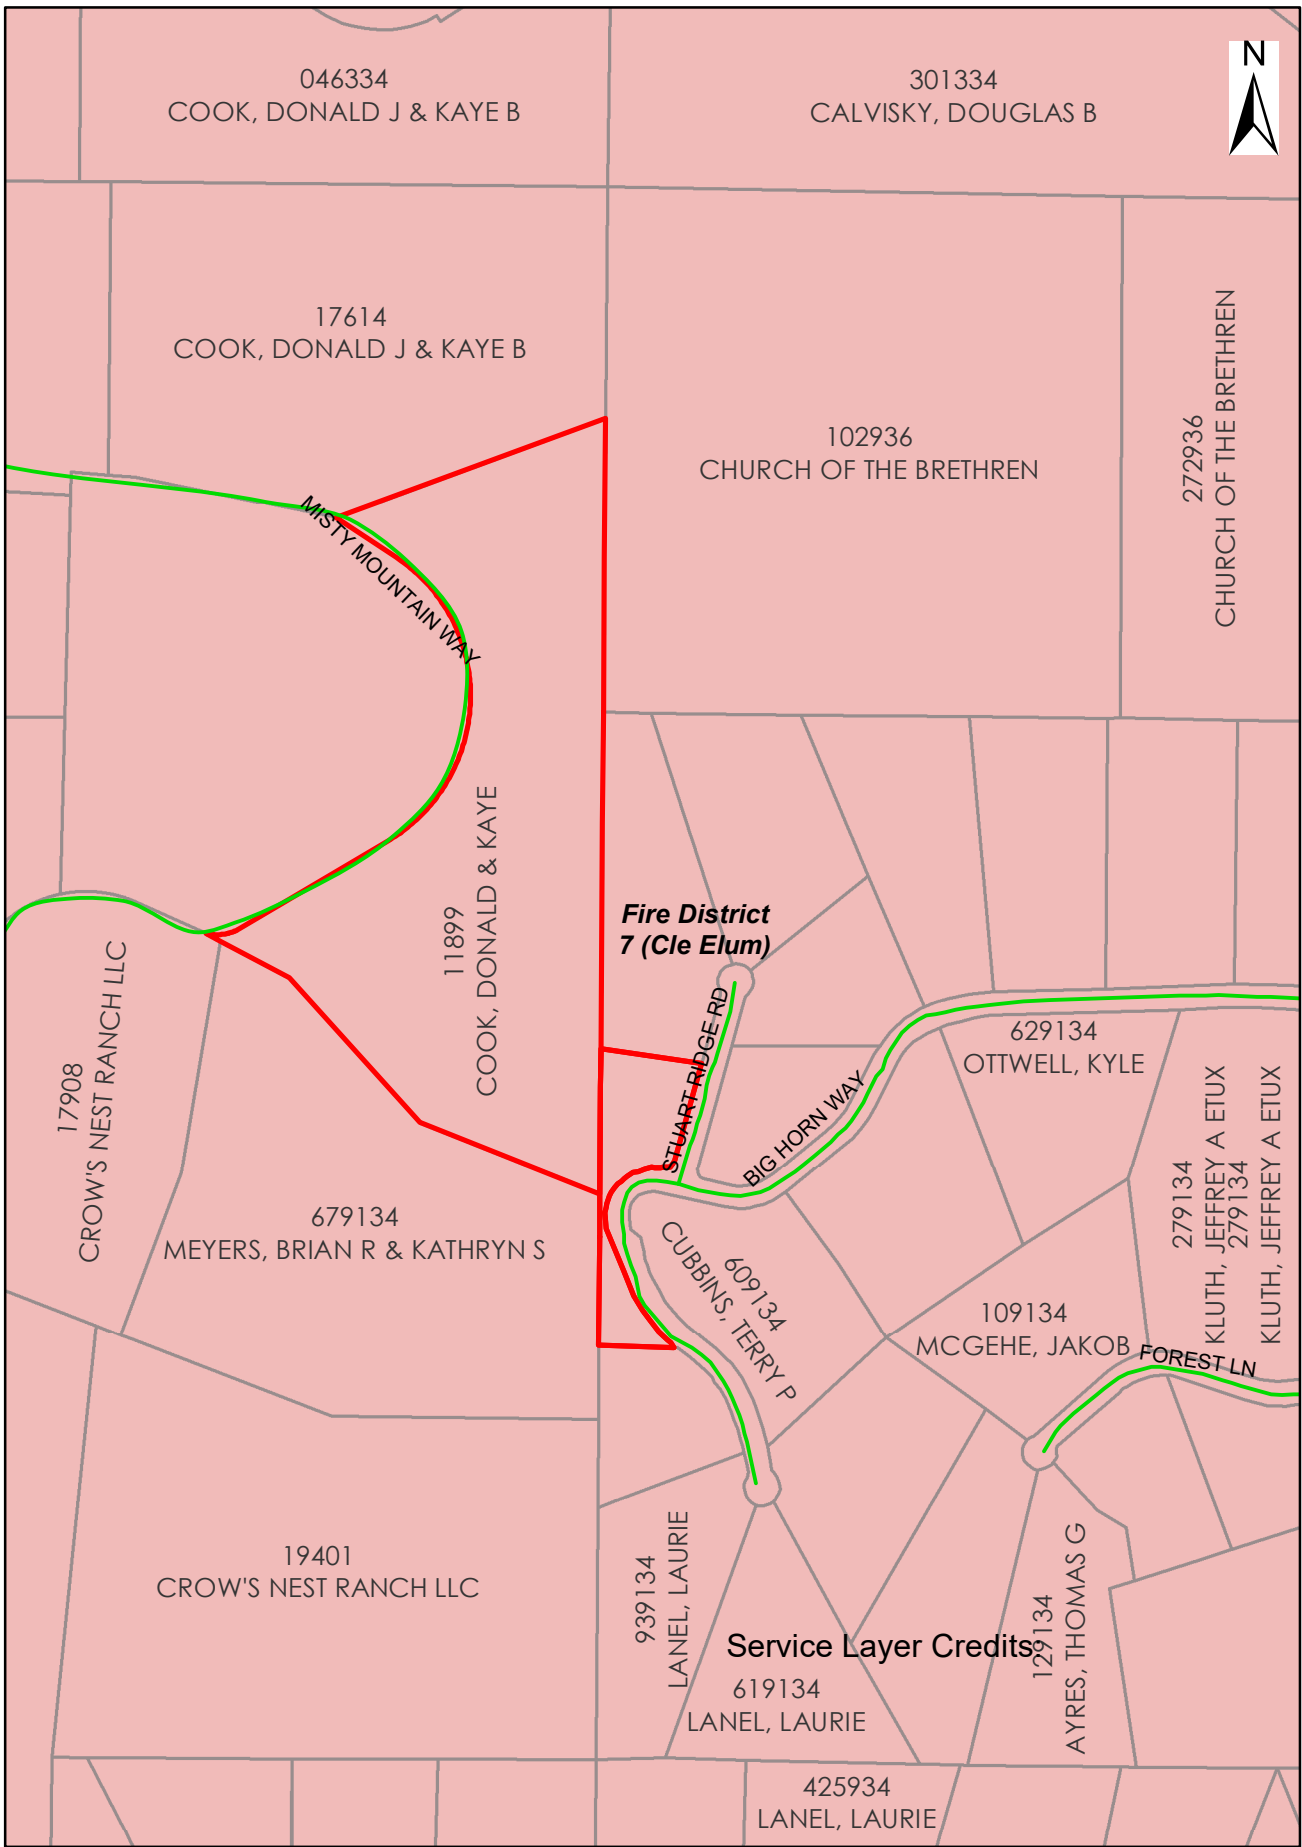 N
046334
COOK, DONALD J & KAYE B
301334
CALVISKY, DOUGLAS B
17614
COOK, DONALD J & KAYE B
102936
CHURCH OF THE BRETHREN
272936
CHURCH OF THE BRETHREN
MISTY MOUNTAIN WAY
11899
COOK, DONALD & KAYE
Fire District
7 (Cle Elum)
STUART RIDGE RD
BIG HORN WAY
629134
OTTWELL, KYLE
17908
CROW'S NEST RANCH LLC
679134
MEYERS, BRIAN R & KATHRYN S
609134
CUBBINS, TERRY P
279134
KLUTH, JEFFREY A ETUX
279134
KLUTH, JEFFREY A ETUX
109134
MCGEHE, JAKOB
FOREST LN
19401
CROW'S NEST RANCH LLC
939134
LANEL, LAURIE
Service Layer Credits:
129134
AYRES, THOMAS G
619134
LANEL, LAURIE
425934
LANEL, LAURIE